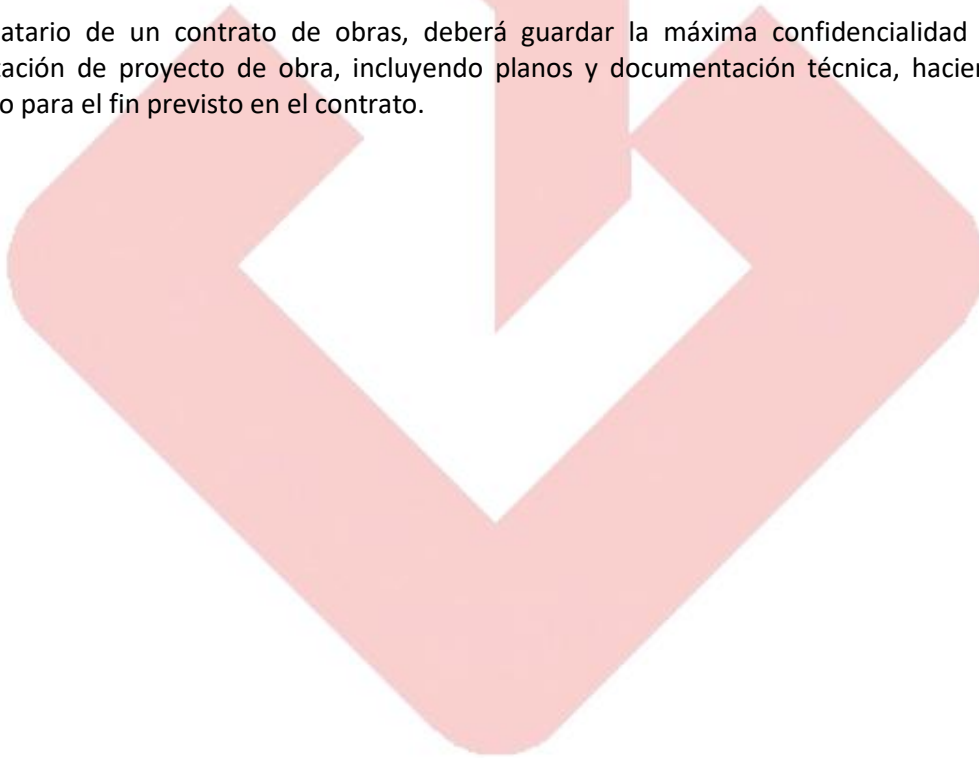 atario de un contrato de obras, deberá guardar la máxima confidencialidad
ación de proyecto de obra, incluyendo planos y documentación técnica, hacien
o para el fin previsto en el contrato.